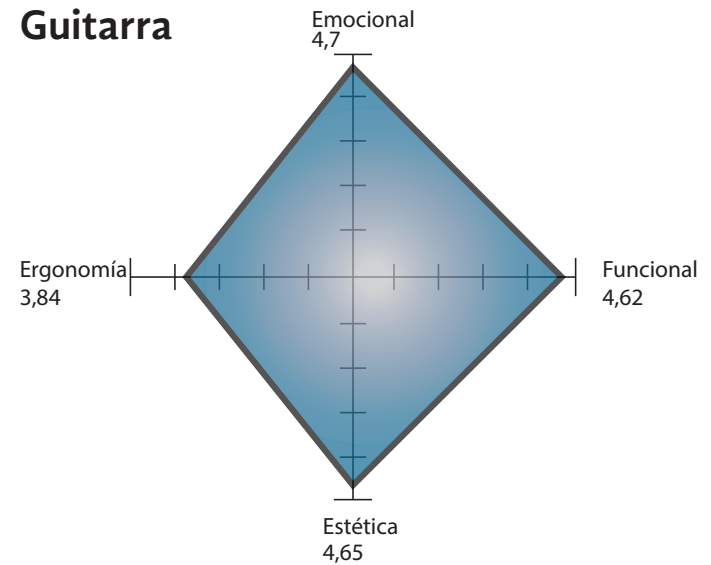 Guitarra
Emocional
4,7
Ergonomía
3,84
Funcional
4,62
Estética
4,65